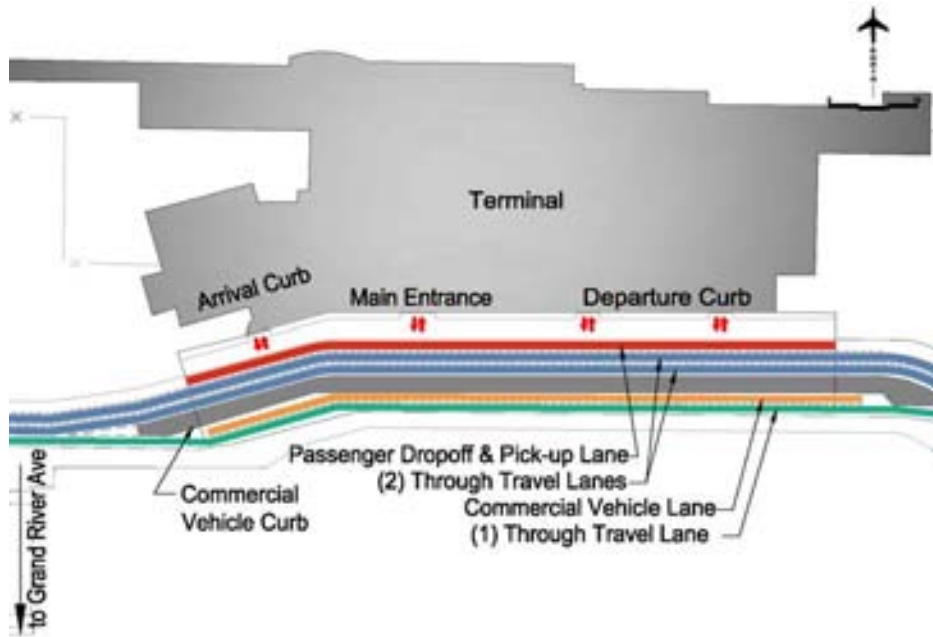 Terminal
Arrival Curb
Main Entrance
Departure Curb
Passenger Dropoff & Pick-up Lane
(2) Through Travel Lanes
Commercial Vehicle Lane
(1) Through Travel Lane
Commercial
Vehicle Curb
to Grand River Ave